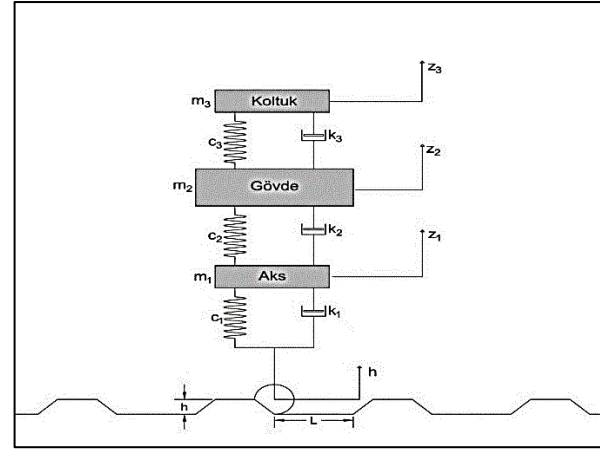 z₃
m₃
Koltuk
c₃
k₃
z₂
m₂
Gövde
c₂
k₂
z₁
m₁
Aks
c₁
k₁
h
h
L